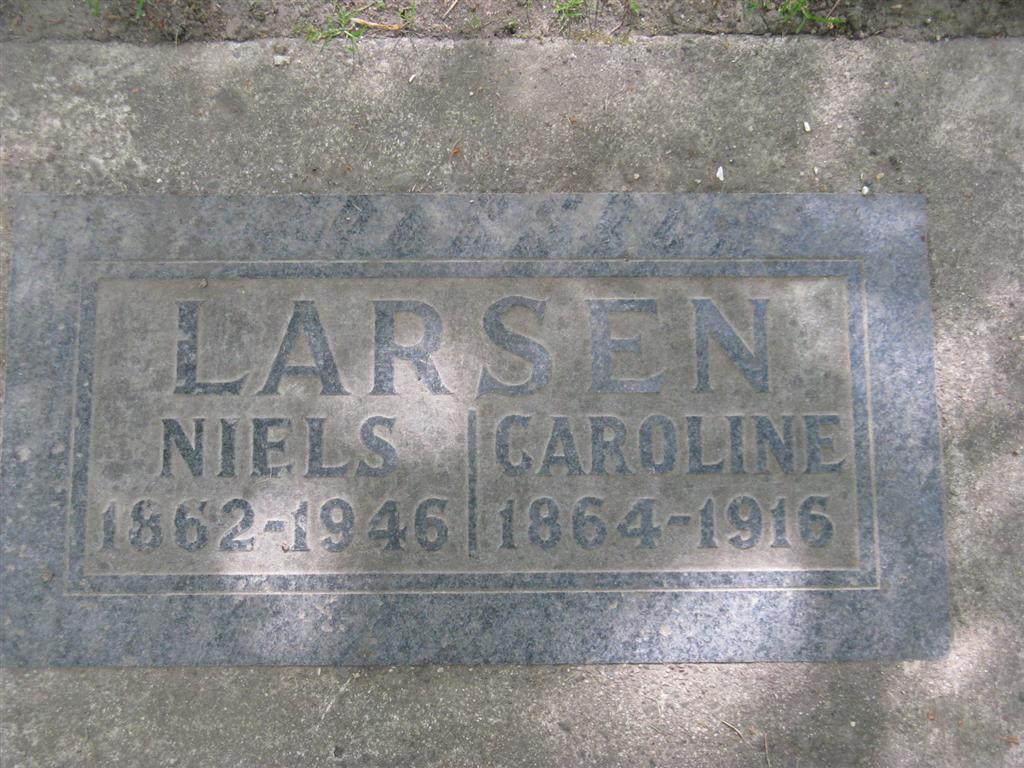 LARSEN
NIELS | CAROLINE
1862-1946 | 1864-1916